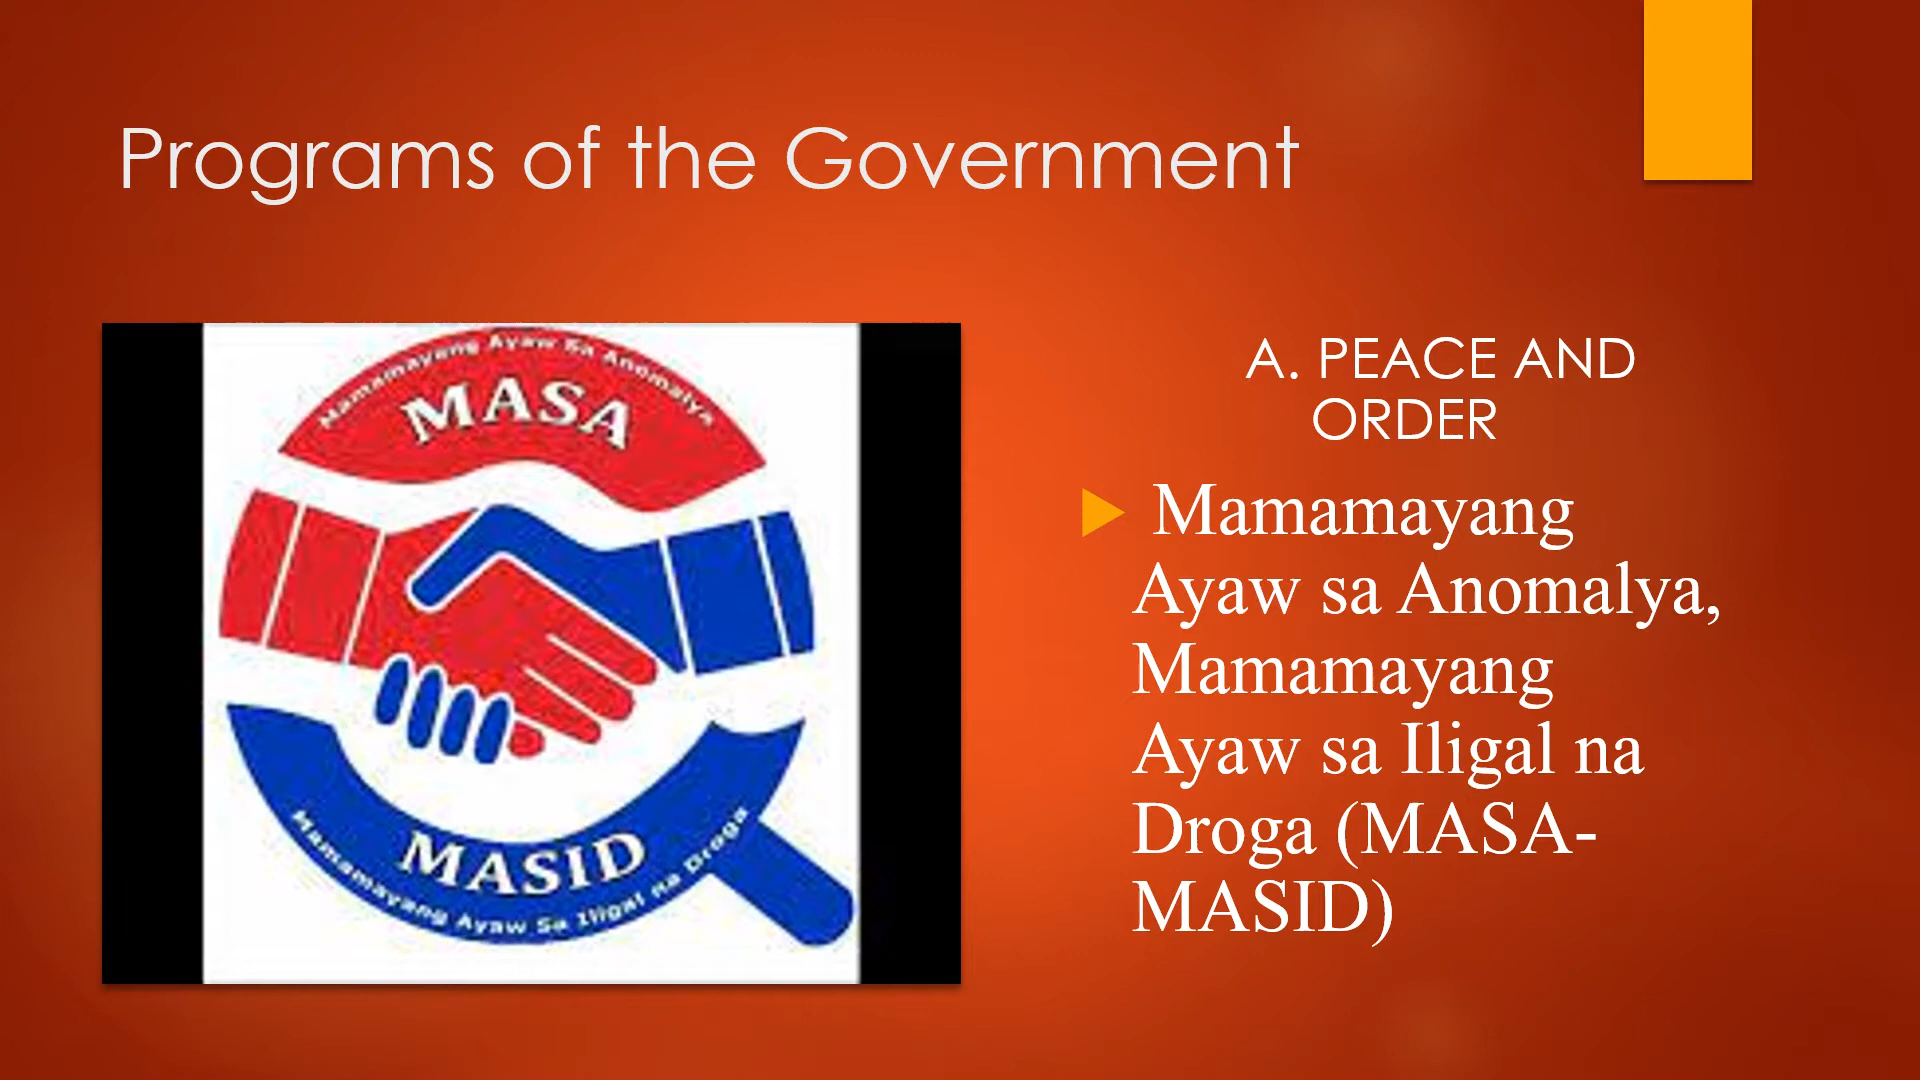 Programs of the Government
Mamamayang Ayaw Sa Anomalya
MASA
MASID
Mamamayang Ayaw Sa Iligal na Droga
A. PEACE AND
ORDER
Mamamayang
Ayaw sa Anomalya,
Mamamayang
Ayaw sa Iligal na
Droga (MASA-
MASID)